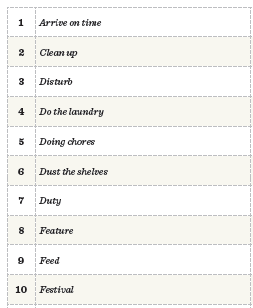 1 Arrive on time
2 Clean up
3 Disturb
4 Do the laundry
5 Doing chores
6 Dust the shelves
7 Duty
8 Feature
9 Feed
10 Festival